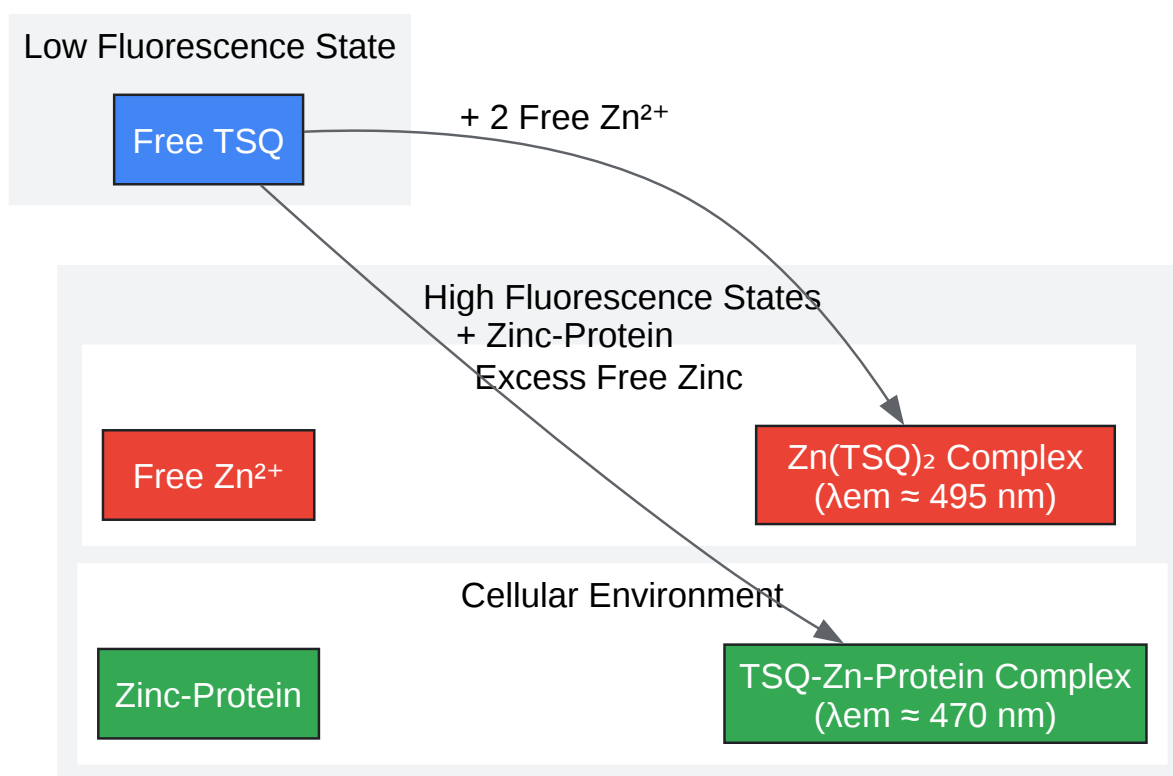 Low Fluorescence State
Free TSQ
+ 2 Free Zn²⁺
High Fluorescence States
+ Zinc-Protein
Excess Free Zinc
Free Zn²⁺
Zn(TSQ)₂ Complex
(λem ≈ 495 nm)
Cellular Environment
Zinc-Protein
TSQ-Zn-Protein Complex
(λem ≈ 470 nm)